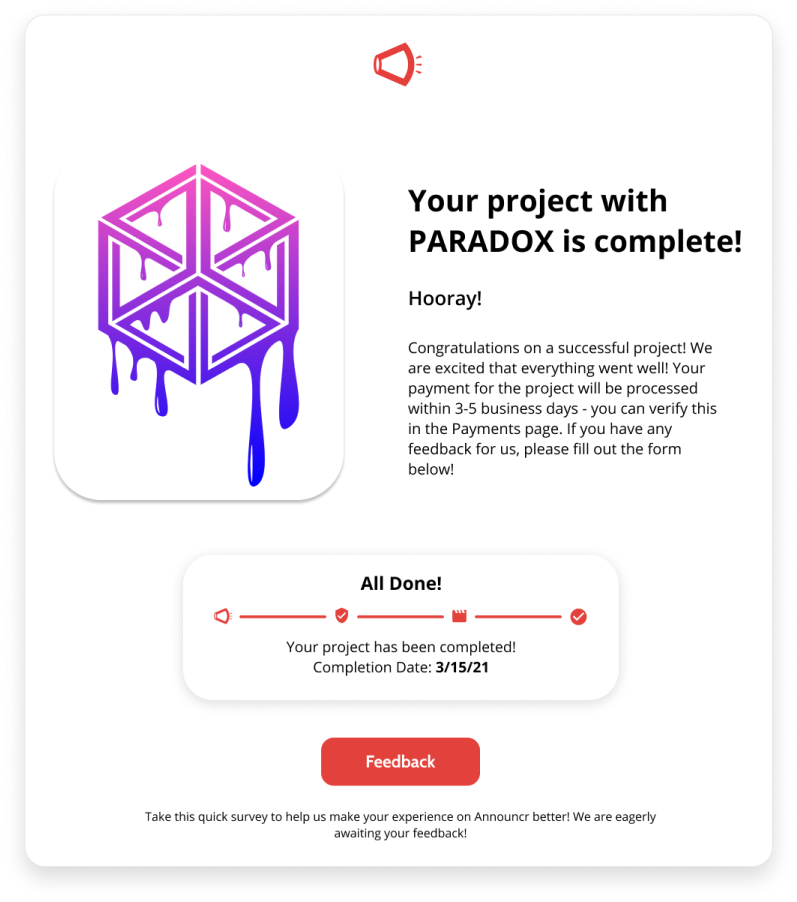 Your project with
PARADOX is complete!
Hooray!
Congratulations on a successful project! We
are excited that everything went well! Your
payment for the project will be processed
within 3-5 business days - you can verify this
in the Payments page. If you have any
feedback for us, please fill out the form
below!
All Done!
Your project has been completed!
Completion Date: 3/15/21
Feedback
Take this quick survey to help us make your experience on Announcr better! We are eagerly
awaiting your feedback!